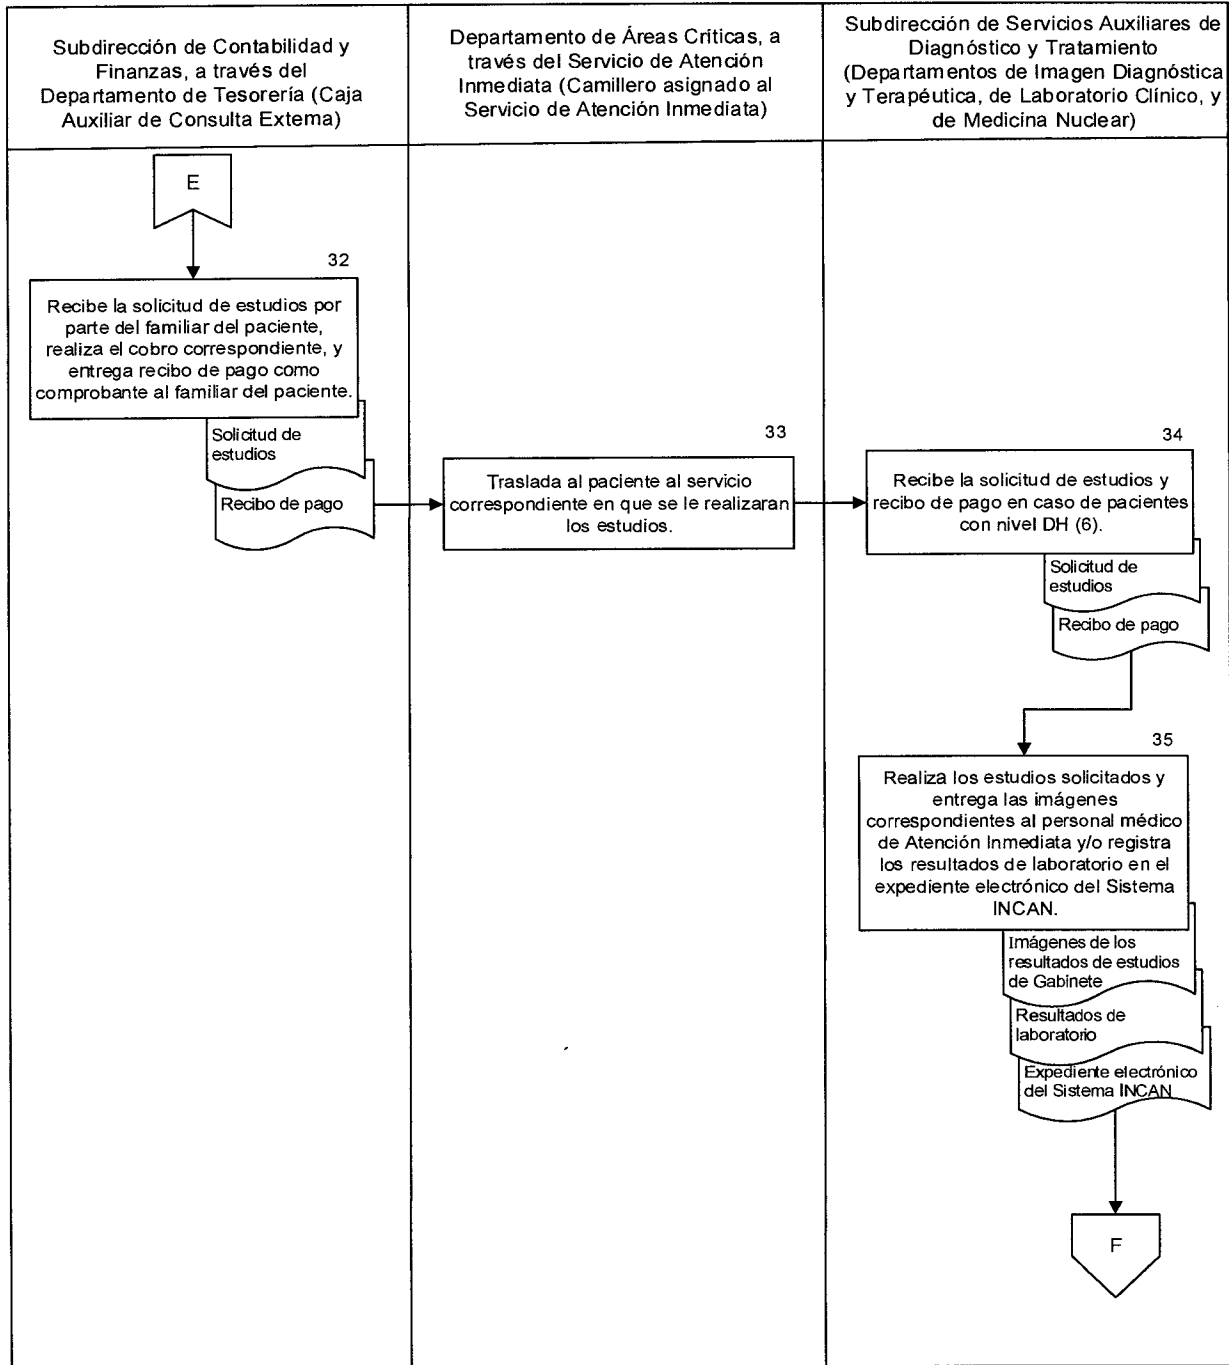 Subdirección de Contabilidad y
Finanzas, a través del
Departamento de Tesorería (Caja
Auxiliar de Consulta Externa)
Departamento de Áreas Críticas, a
través del Servicio de Atención
Inmediata (Camillero asignado al
Servicio de Atención Inmediata)
Subdirección de Servicios Auxiliares de
Diagnóstico y Tratamiento
(Departamentos de Imagen Diagnóstica
y Terapéutica, de Laboratorio Clínico, y
de Medicina Nuclear)
E
32
Recibe la solicitud de estudios por
parte del familiar del paciente,
realiza el cobro correspondiente, y
entrega recibo de pago como
comprobante al familiar del paciente.
Solicitud de
estudios
Recibo de pago
33
Traslada al paciente al servicio
correspondiente en que se le realizaran
los estudios.
34
Recibe la solicitud de estudios y
recibo de pago en caso de pacientes
con nivel DH (6).
Solicitud de
estudios
Recibo de pago
35
Realiza los estudios solicitados y
entrega las imágenes
correspondientes al personal médico
de Atención Inmediata y/o registra
los resultados de laboratorio en el
expediente electrónico del Sistema
INCAN.
Imágenes de los
resultados de estudios
de Gabinete
Resultados de
laboratorio
Expediente electrónico
del Sistema INCAN
F